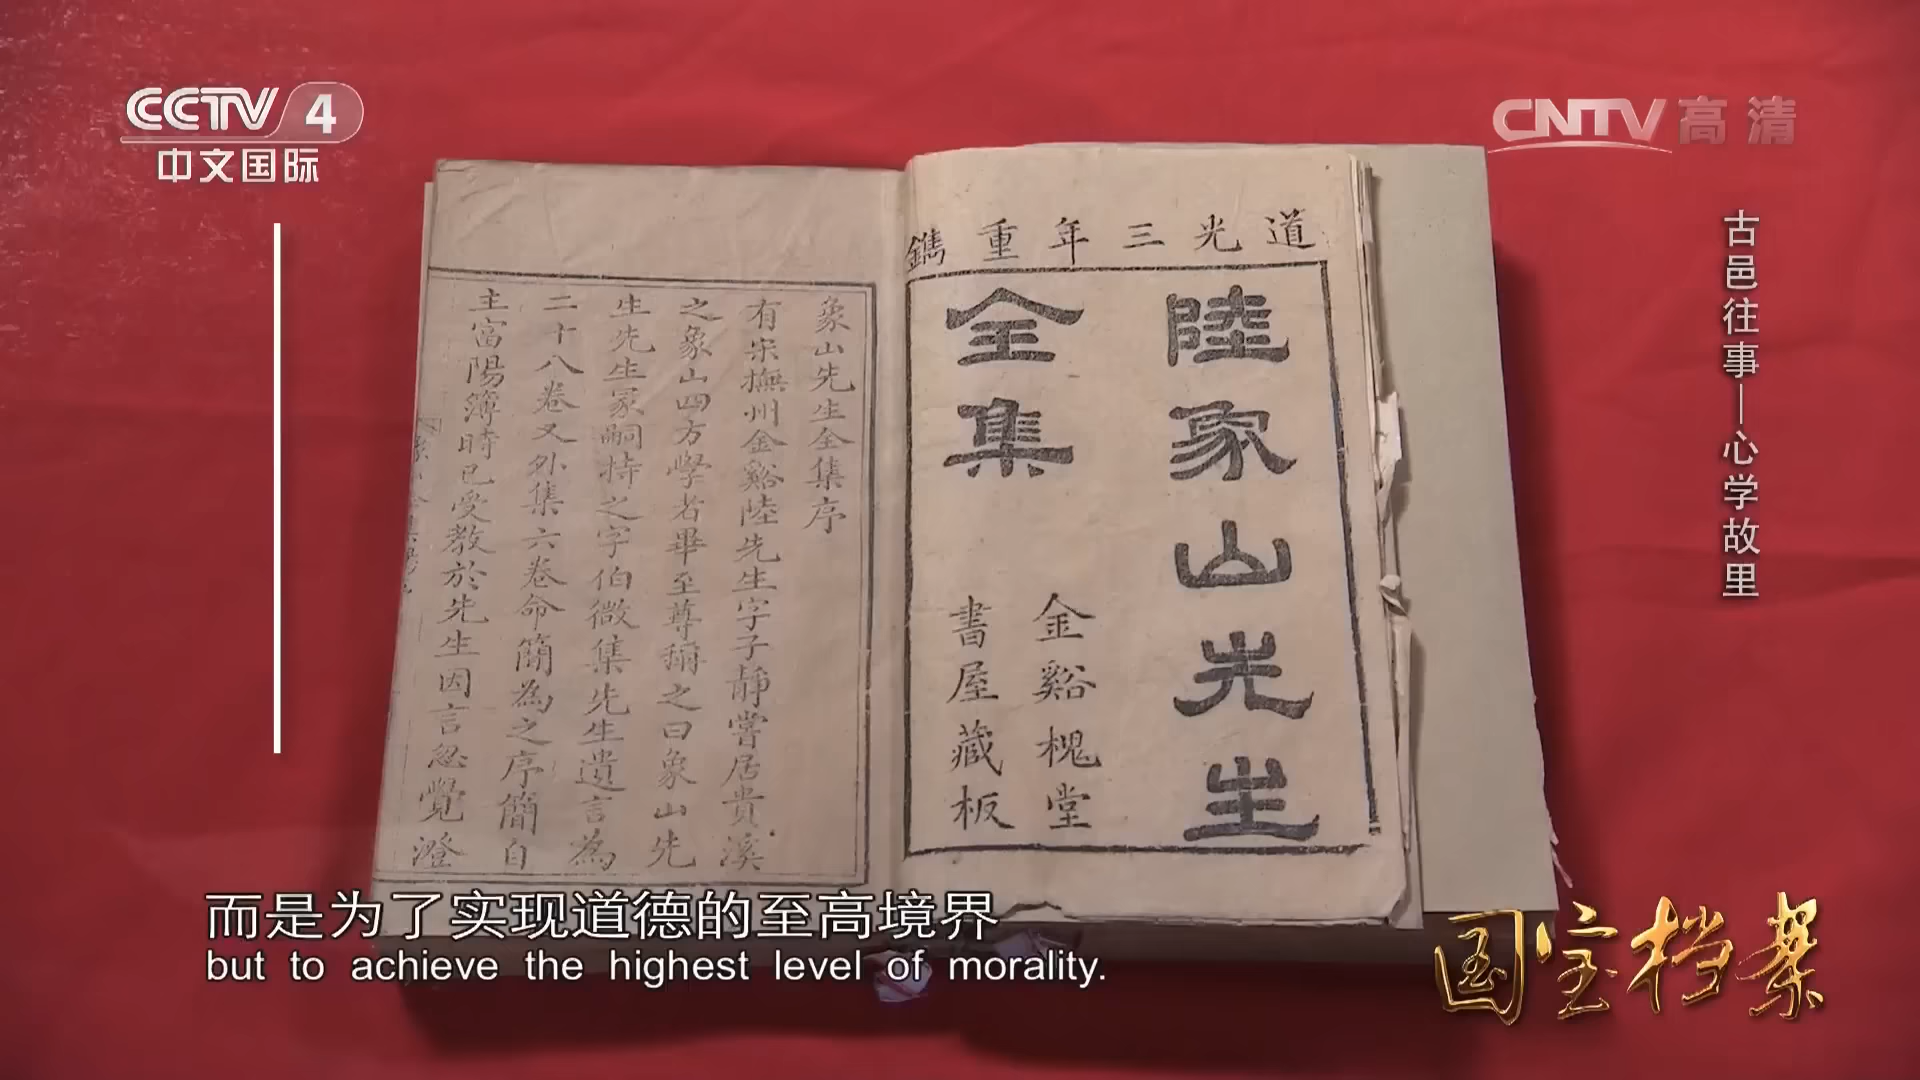 CCTV 4
中文国际
CNTV 高清
古邑往事—心学故里
道光三年重鐫
陸象山先生
全集
金谿槐堂
書屋藏板
象山先生全集序
有宋撫州金谿陸先生字子靜嘗居貴溪
之象山四方學者畢至尊稱之曰象山先
生先生冢嗣持之字伯微集先生遺言為
二十八卷又外集六卷命簡為之序簡自
主富陽簿時已受教於先生因言忽覺澄
而是为了实现道德的至高境界
but to achieve the highest level of morality.
国宝档案